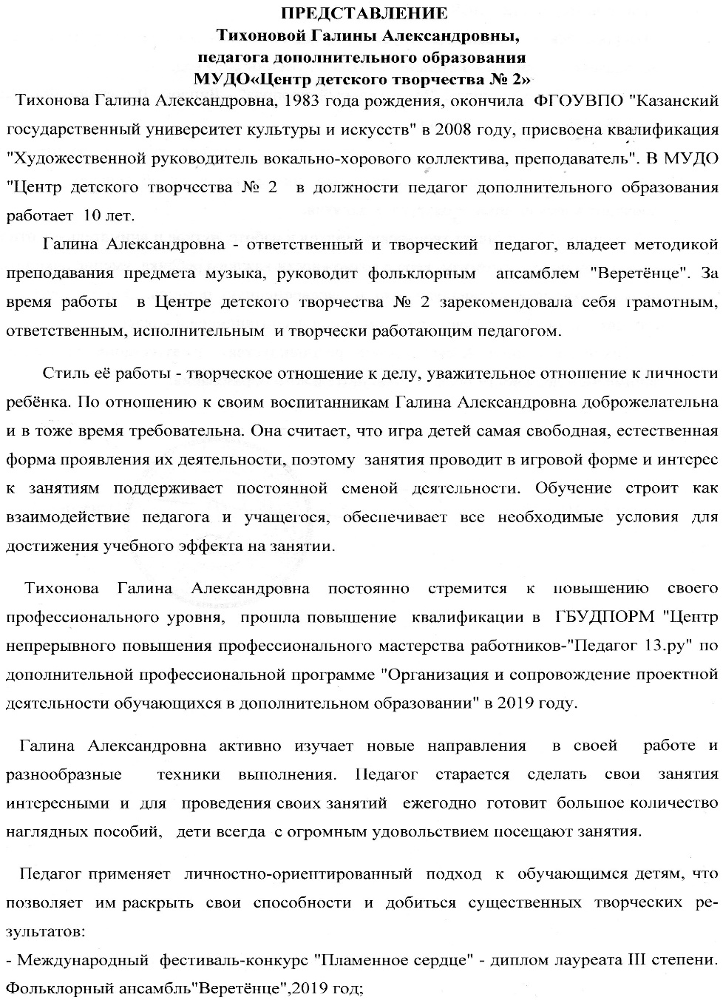 ПРЕДСТАВЛЕНИЕ
Тихоновой Галины Александровны,
педагога дополнительного образования
МУДО«Центр детского творчества № 2»
Тихонова Галина Александровна, 1983 года рождения, окончила ФГОУВПО "Казанский
государственный университет культуры и искусств" в 2008 году, присвоена квалификация
"Художественной руководитель вокально-хорового коллектива, преподаватель". В МУДО
"Центр детского творчества № 2 в должности педагог дополнительного образования
работает 10 лет.
Галина Александровна - ответственный и творческий педагог, владеет методикой
преподавания предмета музыка, руководит фольклорным ансамблем "Веретёнце". За
время работы в Центре детского творчества № 2 зарекомендовала себя грамотным,
ответственным, исполнительным и творчески работающим педагогом.
Стиль её работы - творческое отношение к делу, уважительное отношение к личности
ребёнка. По отношению к своим воспитанникам Галина Александровна доброжелательна
и в тоже время требовательна. Она считает, что игра детей самая свободная, естественная
форма проявления их деятельности, поэтому занятия проводит в игровой форме и интерес
к занятиям поддерживает постоянной сменой деятельности. Обучение строит как
взаимодействие педагога и учащегося, обеспечивает все необходимые условия для
достижения учебного эффекта на занятии.
Тихонова Галина Александровна постоянно стремится к повышению своего
профессионального уровня, прошла повышение квалификации в ГБУДПОРМ "Центр
непрерывного повышения профессионального мастерства работников-"Педагог 13.ру" по
дополнительной профессиональной программе "Организация и сопровождение проектной
деятельности обучающихся в дополнительном образовании" в 2019 году.
Галина Александровна активно изучает новые направления в своей работе и
разнообразные техники выполнения. Педагог старается сделать свои занятия
интересными и для проведения своих занятий ежегодно готовит большое количество
наглядных пособий, дети всегда с огромным удовольствием посещают занятия.
Педагог применяет личностно-ориентированный подход к обучающимся детям, что
позволяет им раскрыть свои способности и добиться существенных творческих ре-
зультатов:
- Международный фестиваль-конкурс "Пламенное сердце" - диплом лауреата III степени.
Фольклорный ансамбль"Веретёнце",2019 год;